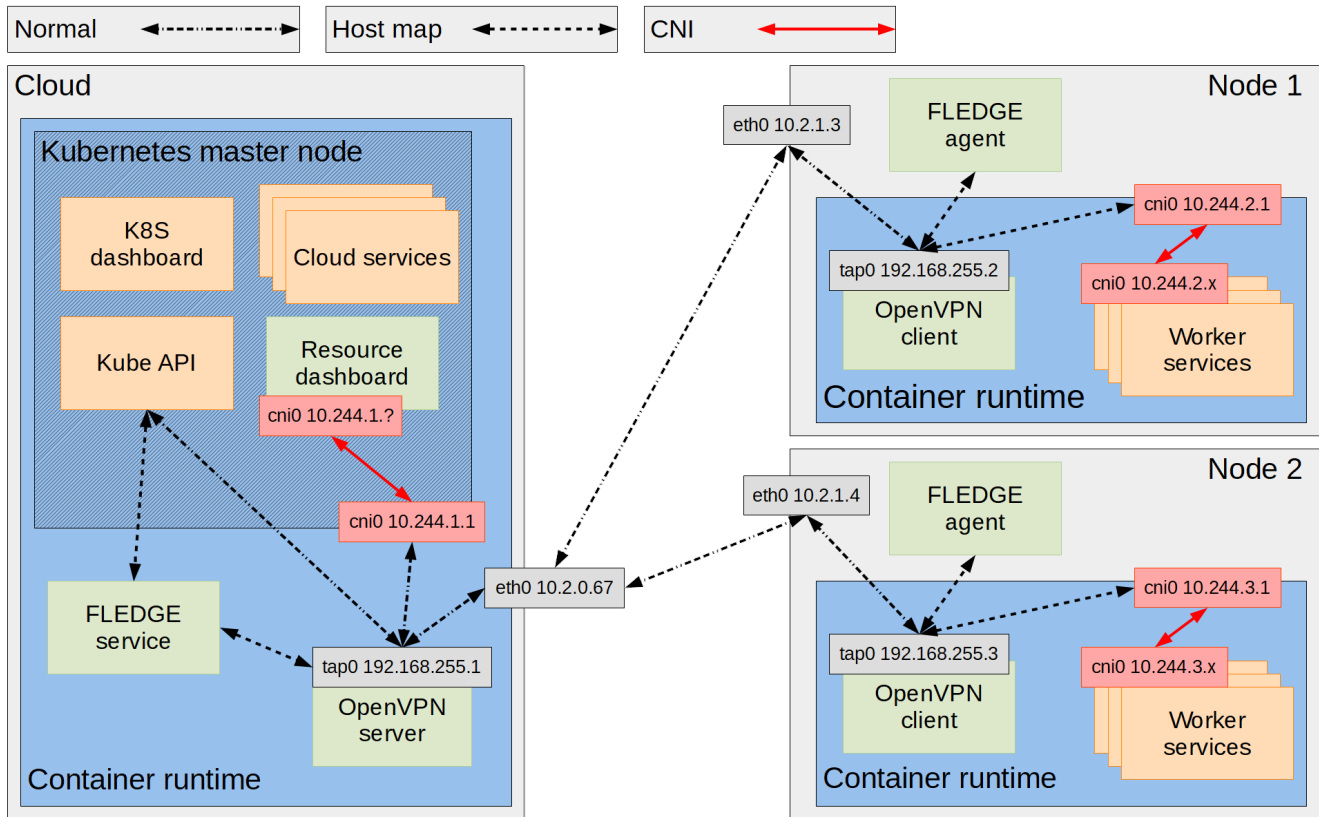 Normal
Host map
CNI
Cloud
Kubernetes master node
K8S
dashboard
Cloud services
Kube API
Resource
dashboard
cni0 10.244.1.?
cni0 10.244.1.1
eth0 10.2.0.67
FLEDGE
service
tap0 192.168.255.1
OpenVPN
server
Container runtime
Node 1
eth0 10.2.1.3
FLEDGE
agent
cni0 10.244.2.1
tap0 192.168.255.2
cni0 10.244.2.x
OpenVPN
client
Worker
services
Container runtime
Node 2
eth0 10.2.1.4
FLEDGE
agent
cni0 10.244.3.1
tap0 192.168.255.3
cni0 10.244.3.x
OpenVPN
client
Worker
services
Container runtime